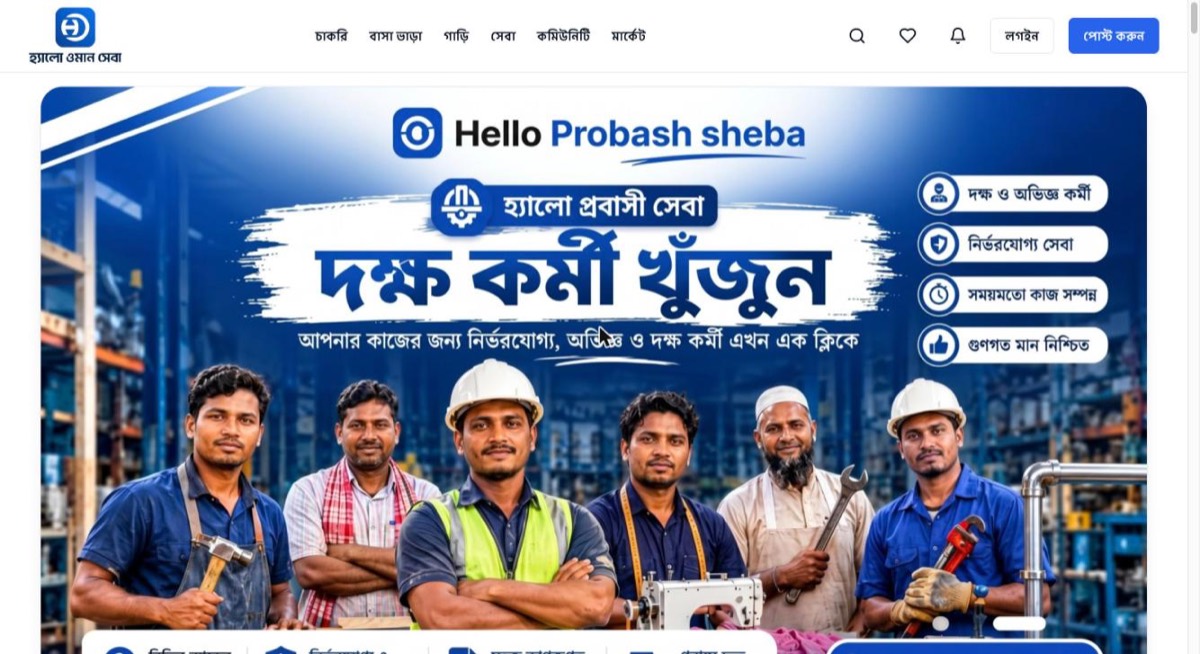 হ্যালো ওমান সেবা
চাকরি বাসা ভাড়া গাড়ি সেবা কমিউনিটি মার্কেট
লগইন
পোস্ট করুন
Hello Probash sheba
হ্যালো প্রবাসী সেবা
দক্ষ কর্মী খুঁজুন
আপনার কাজের জন্য নির্ভরযোগ্য, অভিজ্ঞ ও দক্ষ কর্মী এখন এক ক্লিকে
দক্ষ ও অভিজ্ঞ কর্মী
নির্ভরযোগ্য সেবা
সময়মতো কাজ সম্পন্ন
গুণগত মান নিশ্চিত